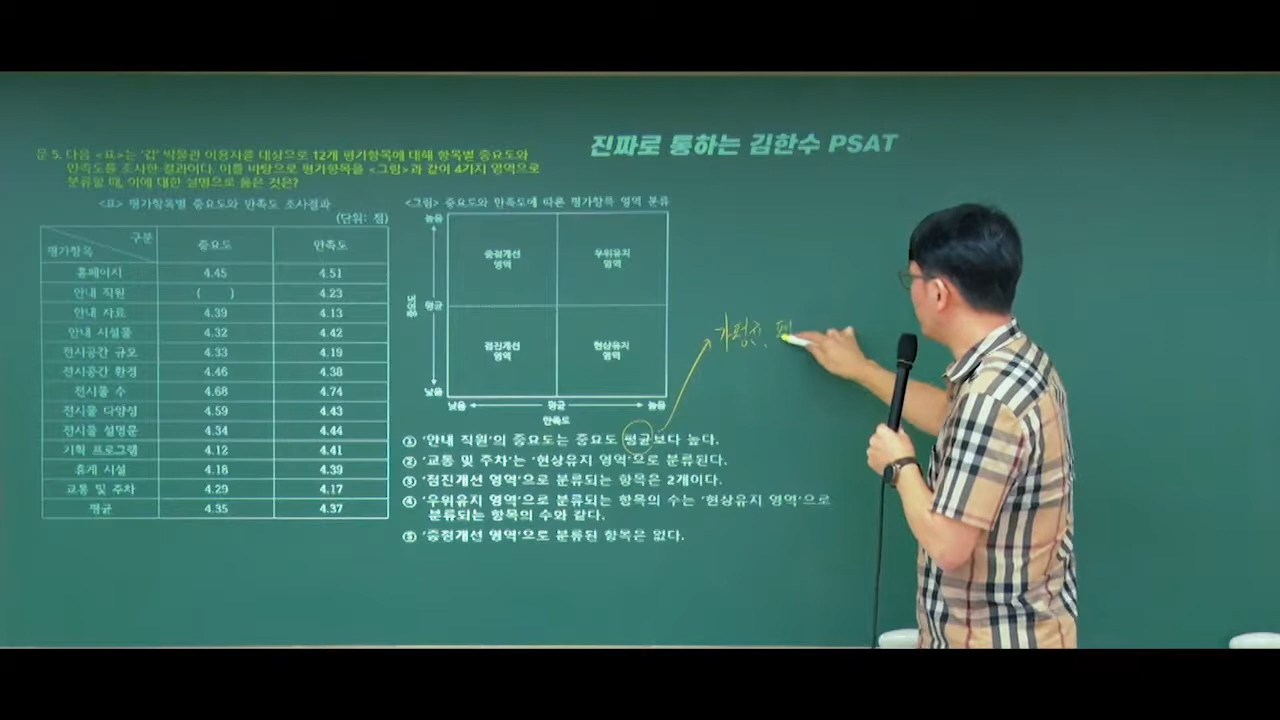 진짜로 통하는 김한수 PSAT
문 5. 다음 <표>는 '갑' 박물관 이용자를 대상으로 12개 평가항목에 대해 항목별 중요도와
만족도를 조사한 결과이다. 이를 바탕으로 평가항목을 <그림>과 같이 4가지 영역으로
분류할 때, 이에 대한 설명으로 옳은 것은?
<표> 평가항목별 중요도와 만족도 조사결과
(단위: 점)
구분
평가항목
중요도 만족도
홈페이지 4.45 4.51
안내 직원 ( ) 4.23
안내 자료 4.39 4.13
안내 시설물 4.32 4.42
전시공간 규모 4.33 4.19
전시공간 환경 4.46 4.38
전시물 수 4.68 4.74
전시물 다양성 4.59 4.43
전시물 설명문 4.34 4.44
기획 프로그램 4.12 4.41
휴게 시설 4.18 4.39
교통 및 주차 4.29 4.17
평균 4.35 4.37
<그림> 중요도와 만족도에 따른 평가항목 영역 분류
높음
중점개선
영역
우위유지
영역
중요도
평균
점진개선
영역
현상유지
영역
낮음
낮음 평균 높음
만족도
가평균, 편
① '안내 직원'의 중요도는 중요도 평균보다 높다.
② '교통 및 주차'는 '현상유지 영역'으로 분류된다.
③ '점진개선 영역'으로 분류되는 항목은 2개이다.
④ '우위유지 영역'으로 분류되는 항목의 수는 '현상유지 영역'으로
분류되는 항목의 수와 같다.
⑤ '중점개선 영역'으로 분류된 항목은 없다.